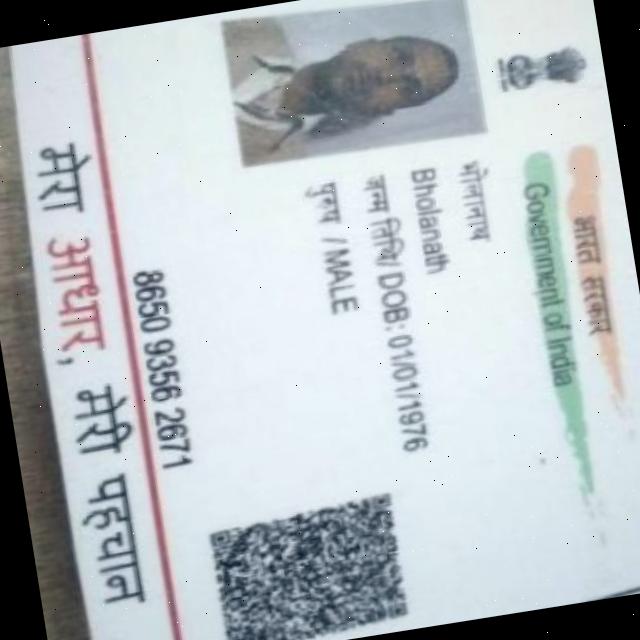 भारत सरकार
Government of India
भोलानाथ
Bholanath
जन्म तिथि / DOB: 01/01/1976
पुरुष / MALE
8650 9356 2671
मेरा आधार, मेरी पहचान